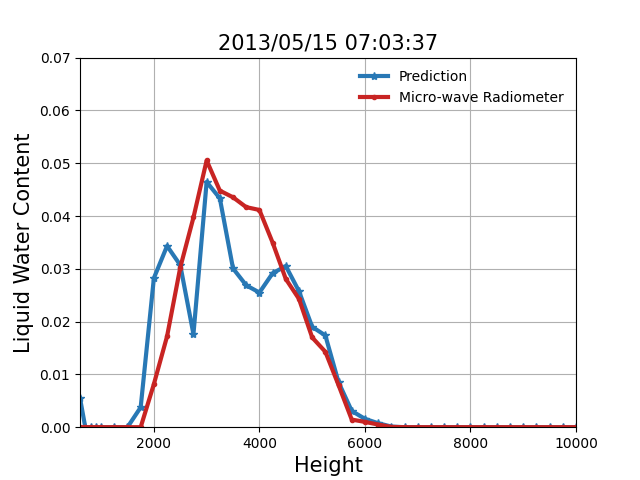 2013/05/15 07:03:37
0.07
0.06
0.05
0.04
0.03
0.02
0.01
0.00
Liquid Water Content
Prediction
Micro-wave Radiometer
2000 4000 6000 8000 10000
Height